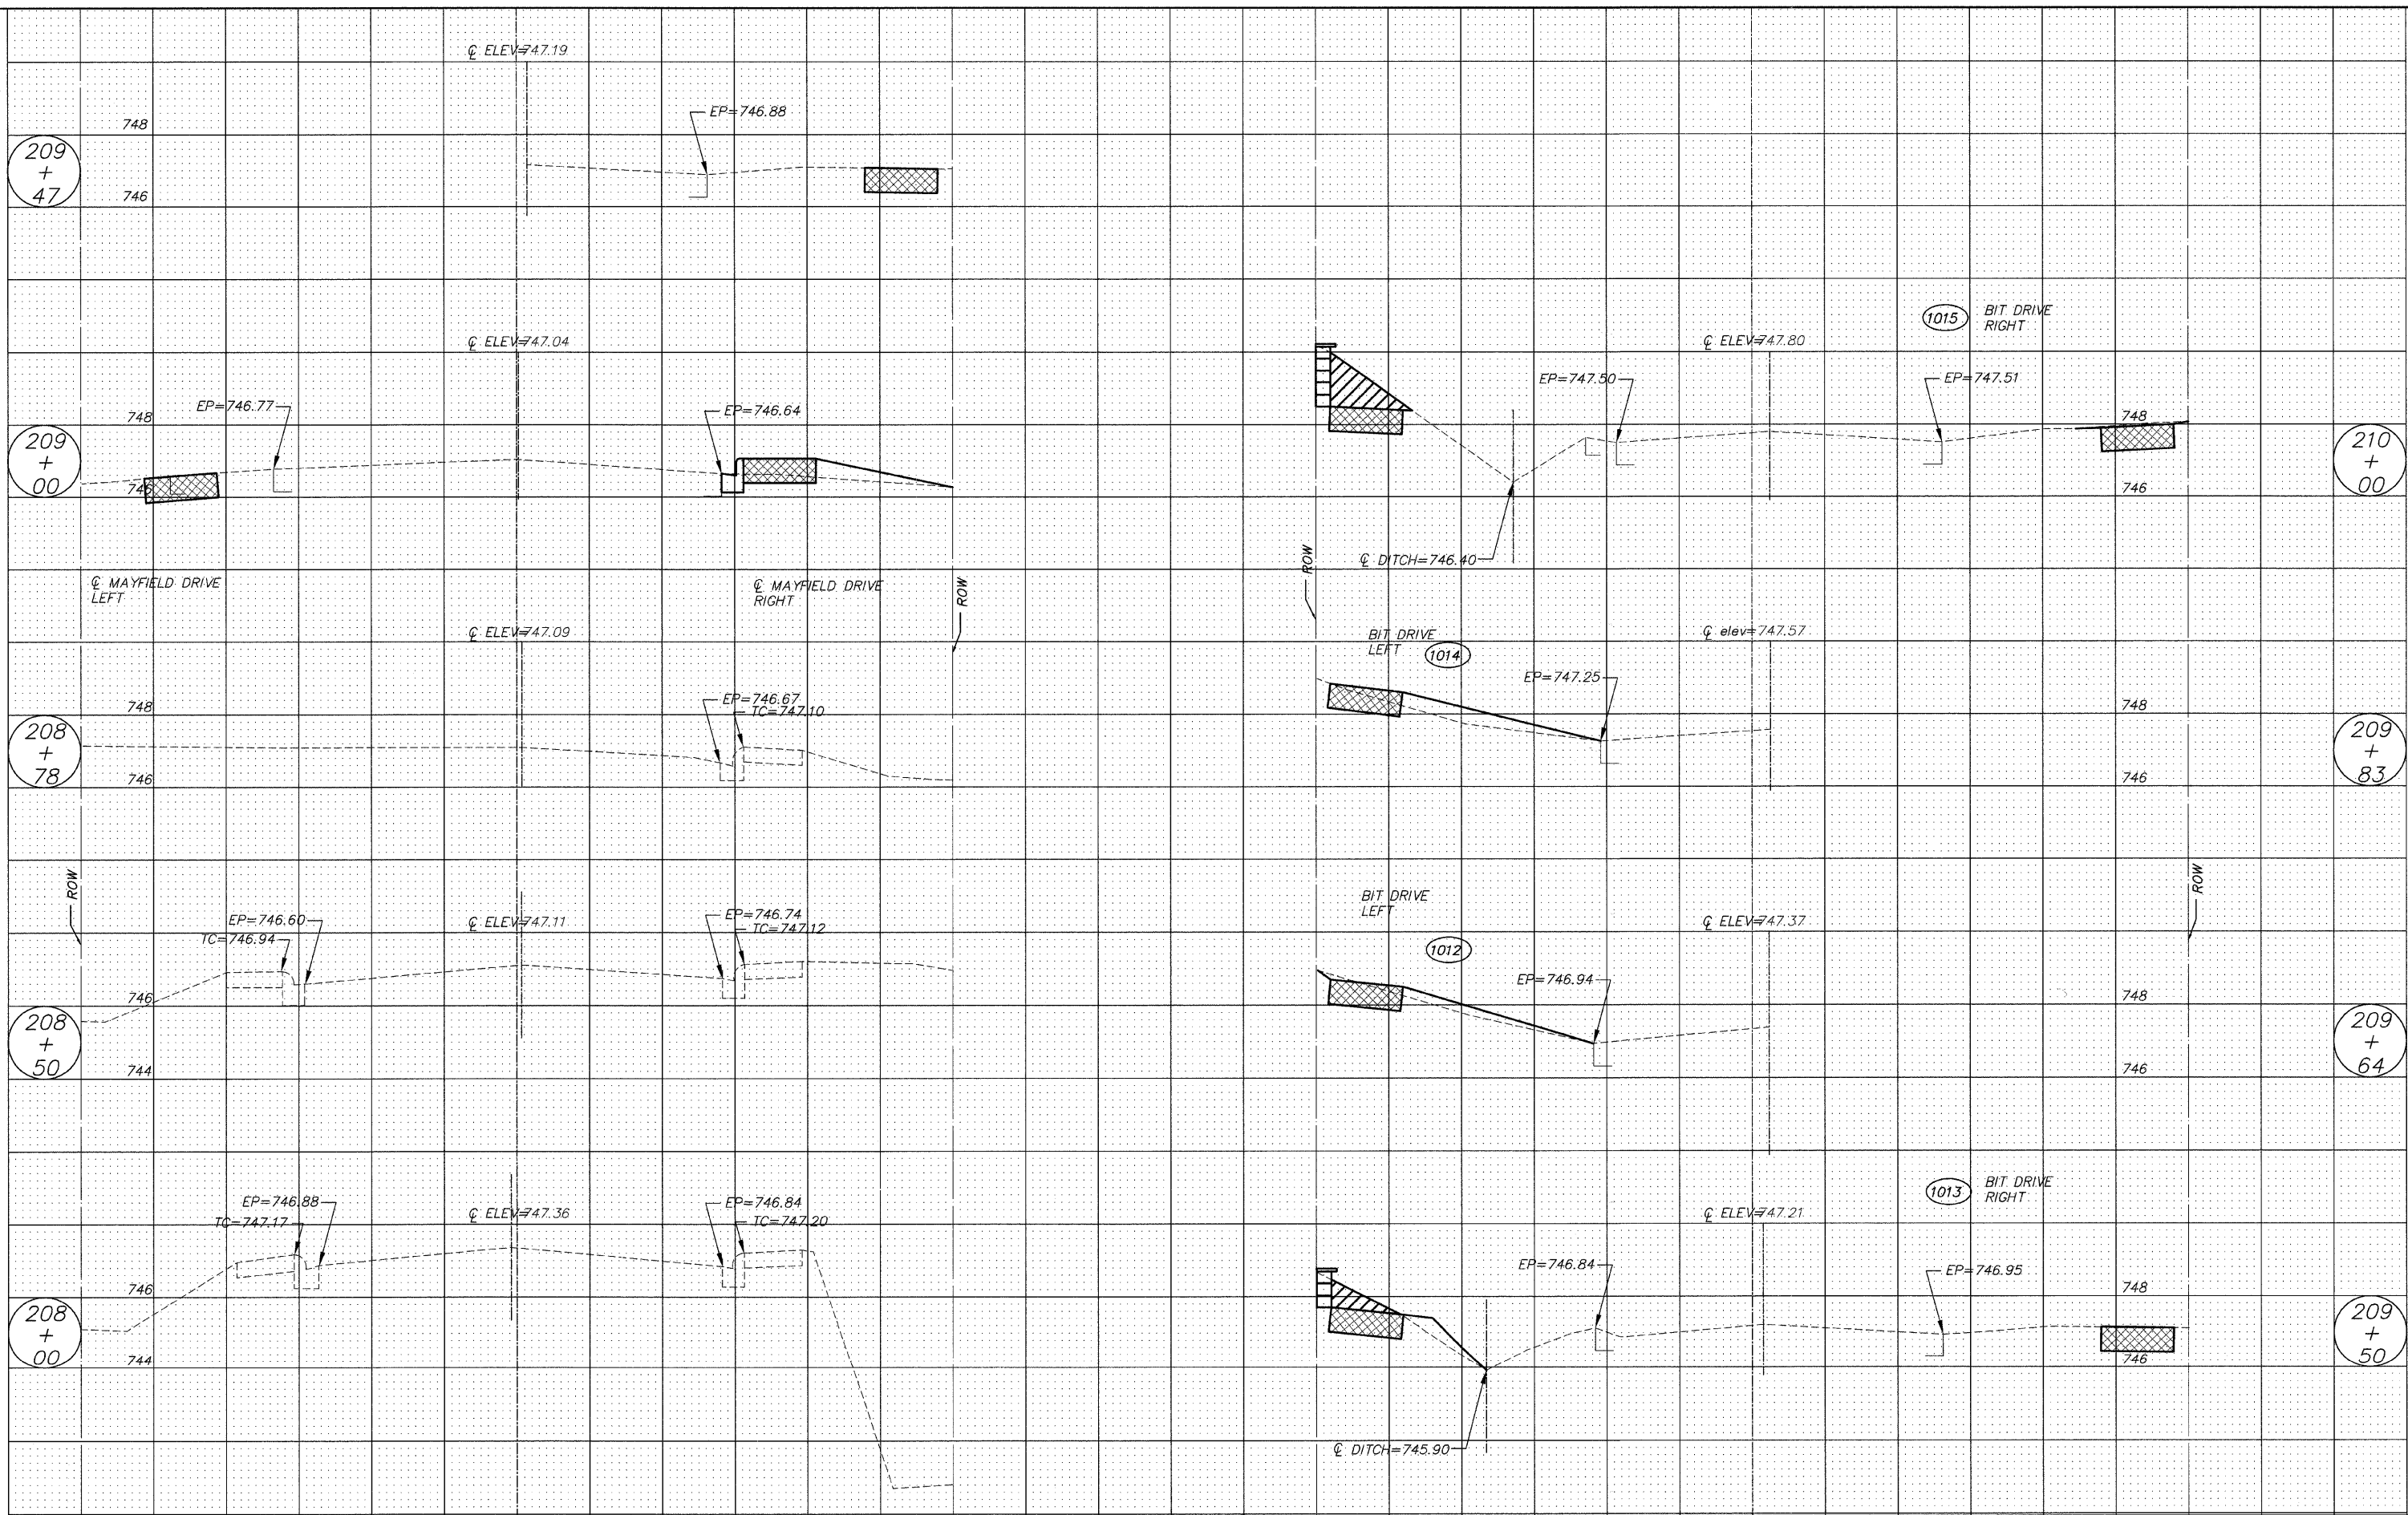 ℄ ELEV=747.19
EP=746.88
748
209
+
47
746
℄ ELEV=747.04
EP=746.77
EP=746.64
748
209
+
00
746
℄ MAYFIELD DRIVE
LEFT
℄ MAYFIELD DRIVE
RIGHT
ROW
℄ ELEV=747.09
EP=746.67
TC=747.10
748
208
+
78
746
ROW
EP=746.60
TC=746.94
℄ ELEV=747.11
EP=746.74
TC=747.12
746
208
+
50
744
EP=746.88
TC=747.17
℄ ELEV=747.36
EP=746.84
TC=747.20
746
208
+
00
744
1015
BIT DRIVE
RIGHT
℄ ELEV=747.80
EP=747.50
EP=747.51
748
210
+
00
746
℄ DITCH=746.40
ROW
BIT DRIVE
LEFT
1014
℄ elev=747.57
EP=747.25
748
209
+
83
746
ROW
BIT DRIVE
LEFT
1012
℄ ELEV=747.37
EP=746.94
748
209
+
64
746
1013
BIT DRIVE
RIGHT
℄ ELEV=747.21
EP=746.84
EP=746.95
748
209
+
50
746
℄ DITCH=745.90